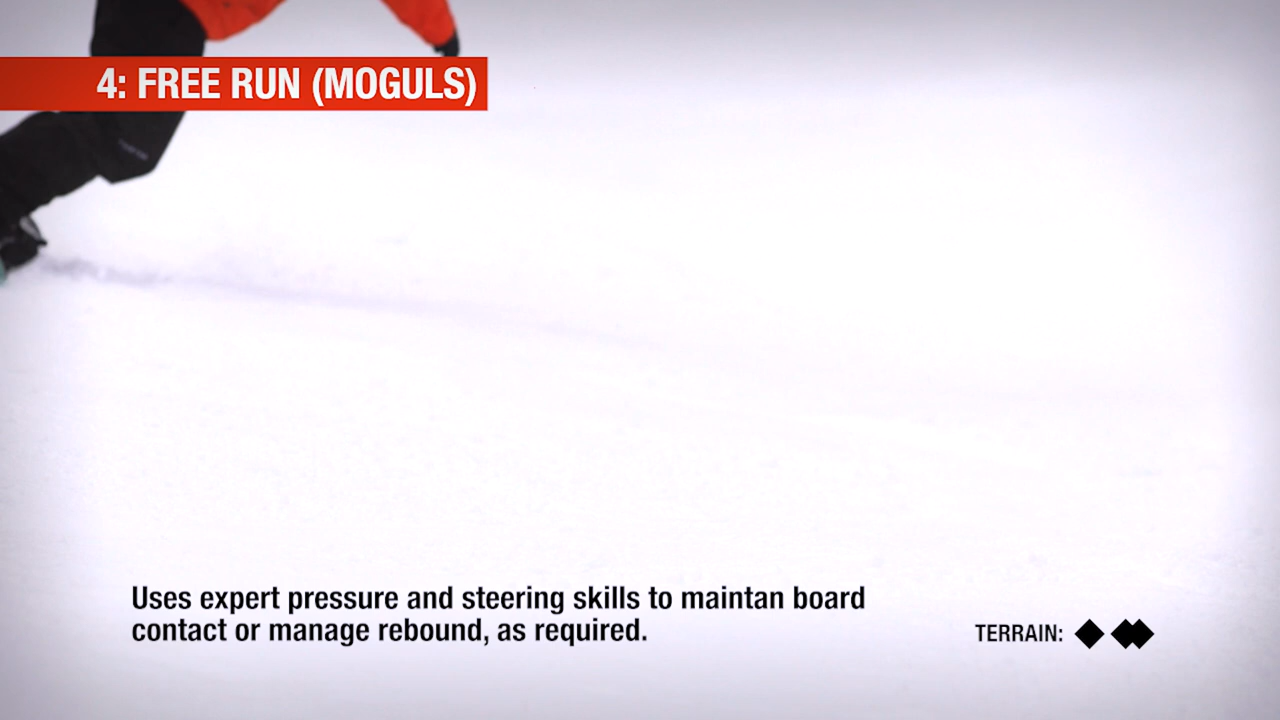 4: FREE RUN (MOGULS)
Uses expert pressure and steering skills to maintan board
contact or manage rebound, as required.
TERRAIN: